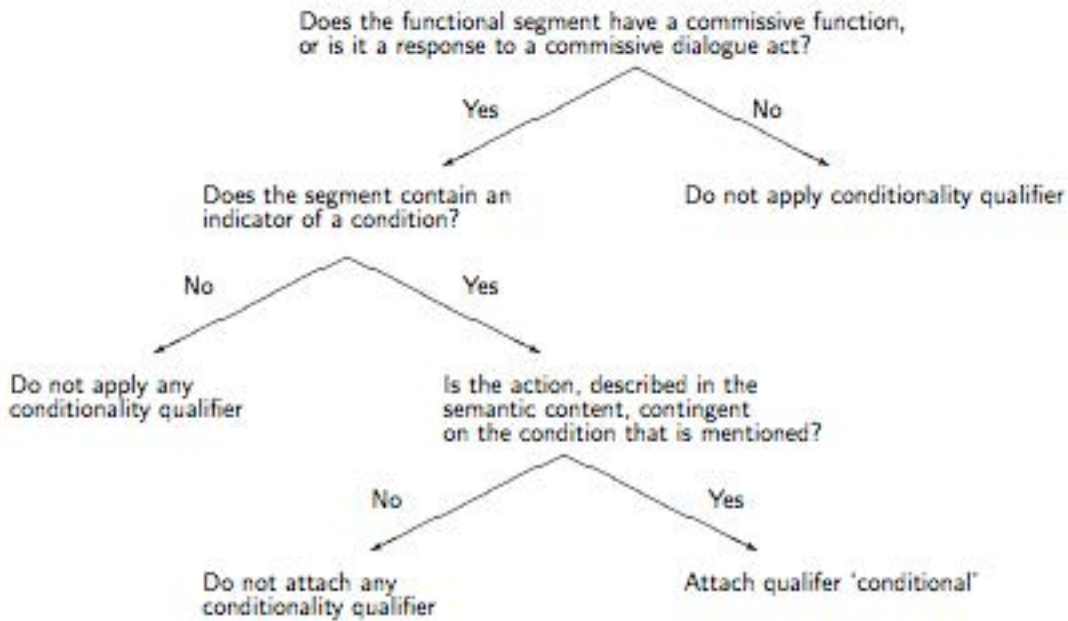 Does the functional segment have a commissive function,
or is it a response to a commissive dialogue act?
Yes
No
Does the segment contain an
indicator of a condition?
Do not apply conditionality qualifier
No
Yes
Do not apply any
conditionality qualifier
Is the action, described in the
semantic content, contingent
on the condition that is mentioned?
No
Yes
Do not attach any
conditionality qualifier
Attach qualifer 'conditional'